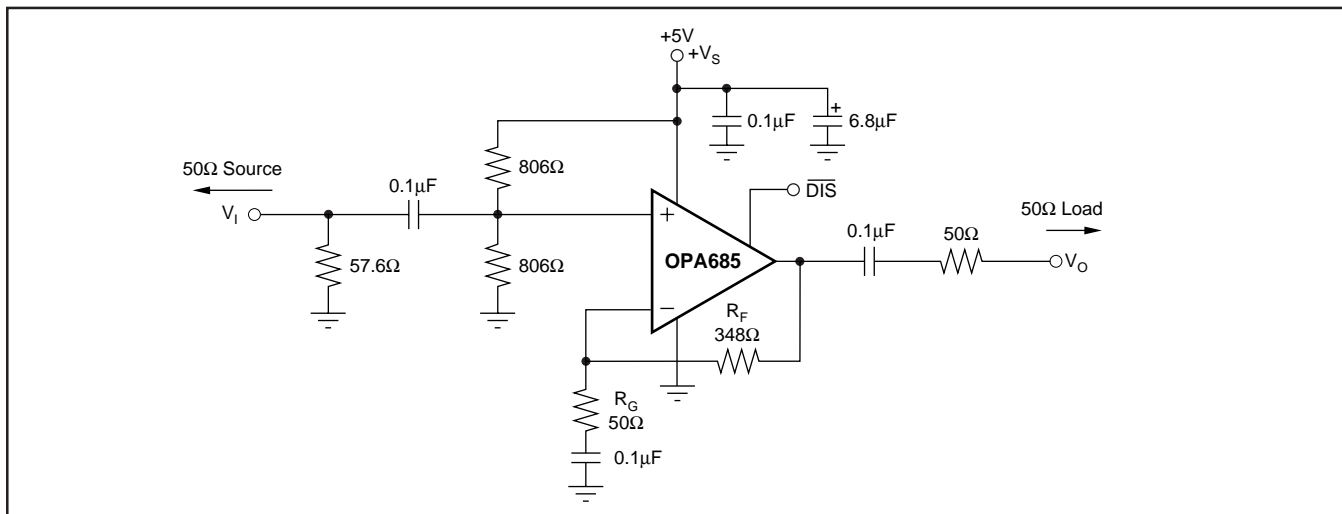 +5V
+V_S
0.1µF
+
6.8µF
806Ω
50Ω Source
0.1µF
DIS
V_I
+
50Ω Load
0.1µF
50Ω
OPA685
57.6Ω
806Ω
V_O
−
R_F
348Ω
R_G
50Ω
0.1µF